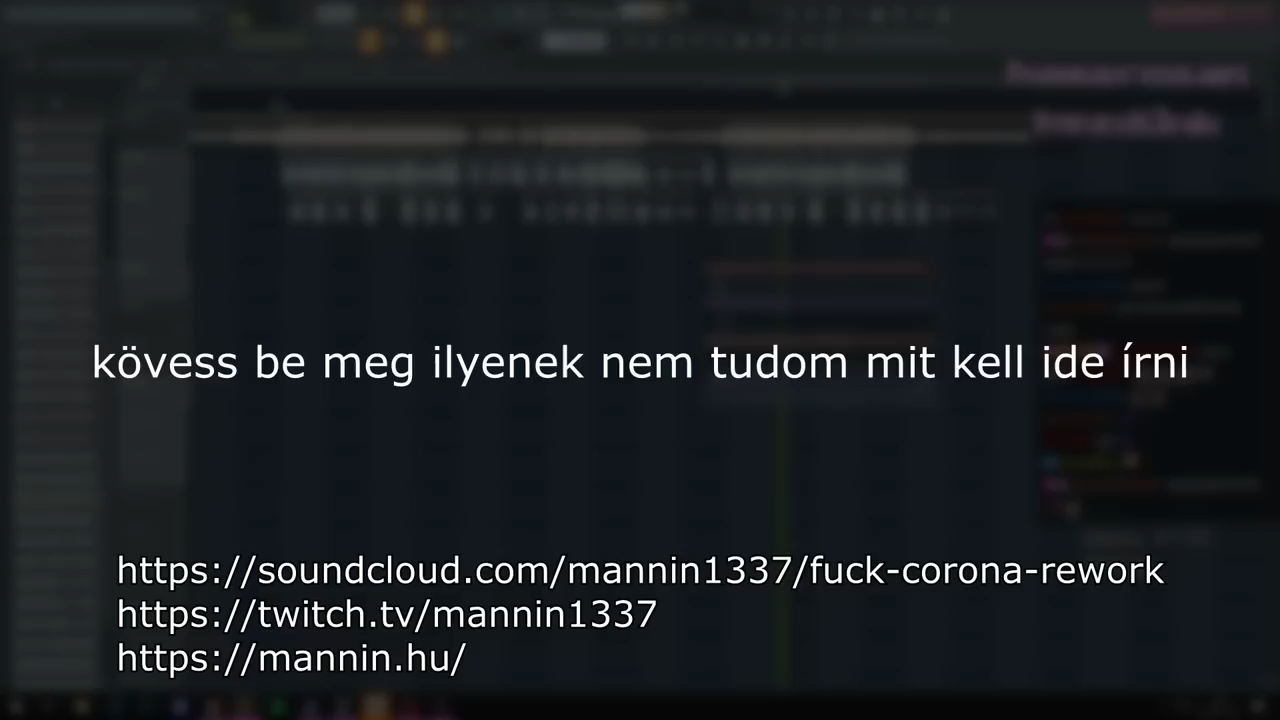 kövess be meg ilyenek nem tudom mit kell ide írni
https://soundcloud.com/mannin1337/fuck-corona-rework
https://twitch.tv/mannin1337
https://mannin.hu/